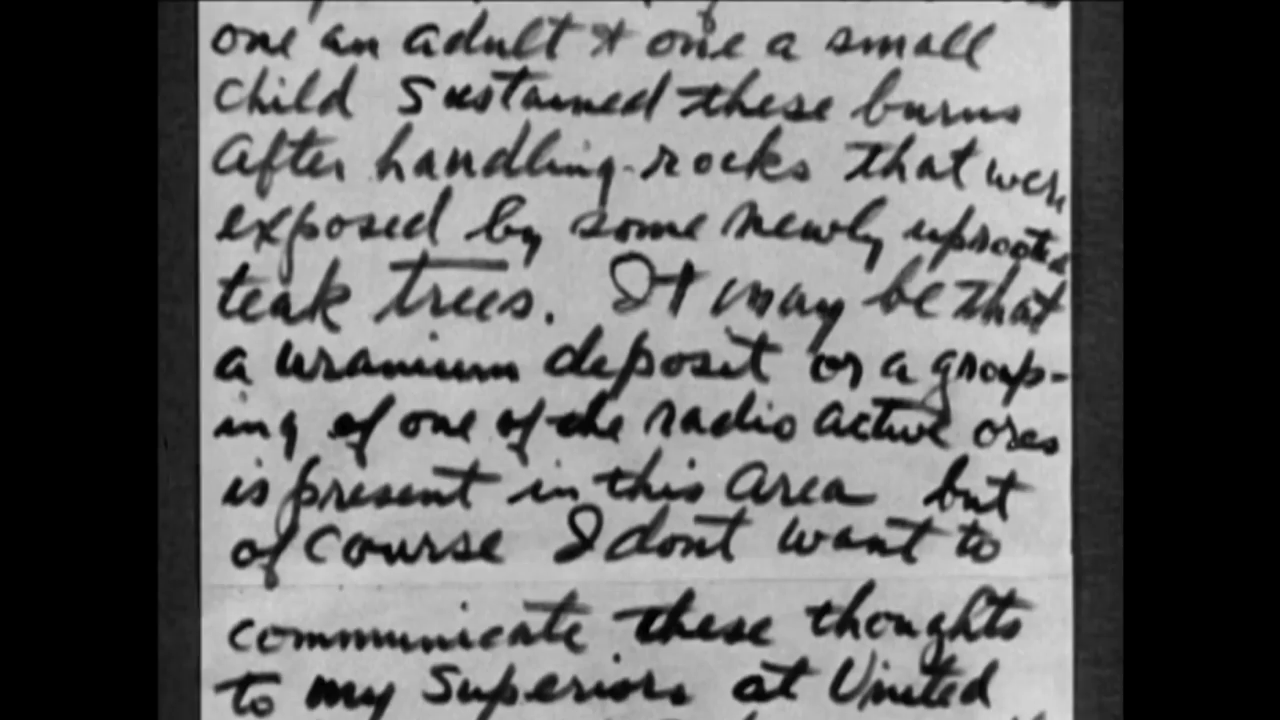 one an adult & one a small
child sustained these burns
after handling rocks that were
exposed by some newly uprooted
teak trees. It may be that
a uranium deposit or a group-
ing of one of the radio active ores
is present in this area but
of course I dont want to
communicate these thoughts
to my Superiors at United